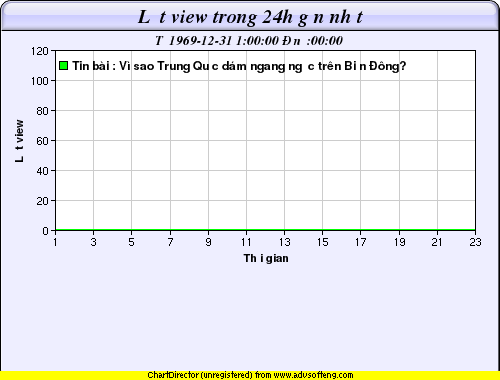 L t view trong 24h g n nh t
T 1969-12-31 1:00:00 Đn :00:00
120
Tin bài : Vì sao Trung Qu c dám ngang ng c trên Bi n Đông?
100
80
60
40
20
0
L t view
1 3 5 7 9 11 13 15 17 19 21 23
Th i gian
ChartDirector (unregistered) from www.advsofteng.com